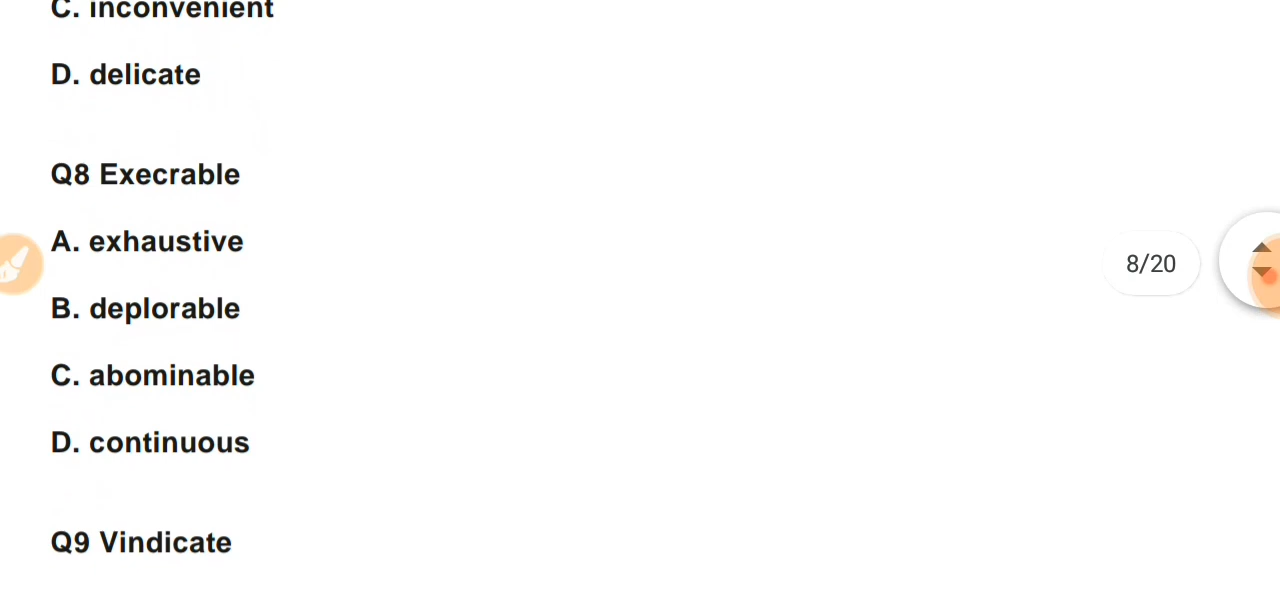 C. inconvenient
D. delicate
Q8 Execrable
A. exhaustive
8/20
B. deplorable
C. abominable
D. continuous
Q9 Vindicate